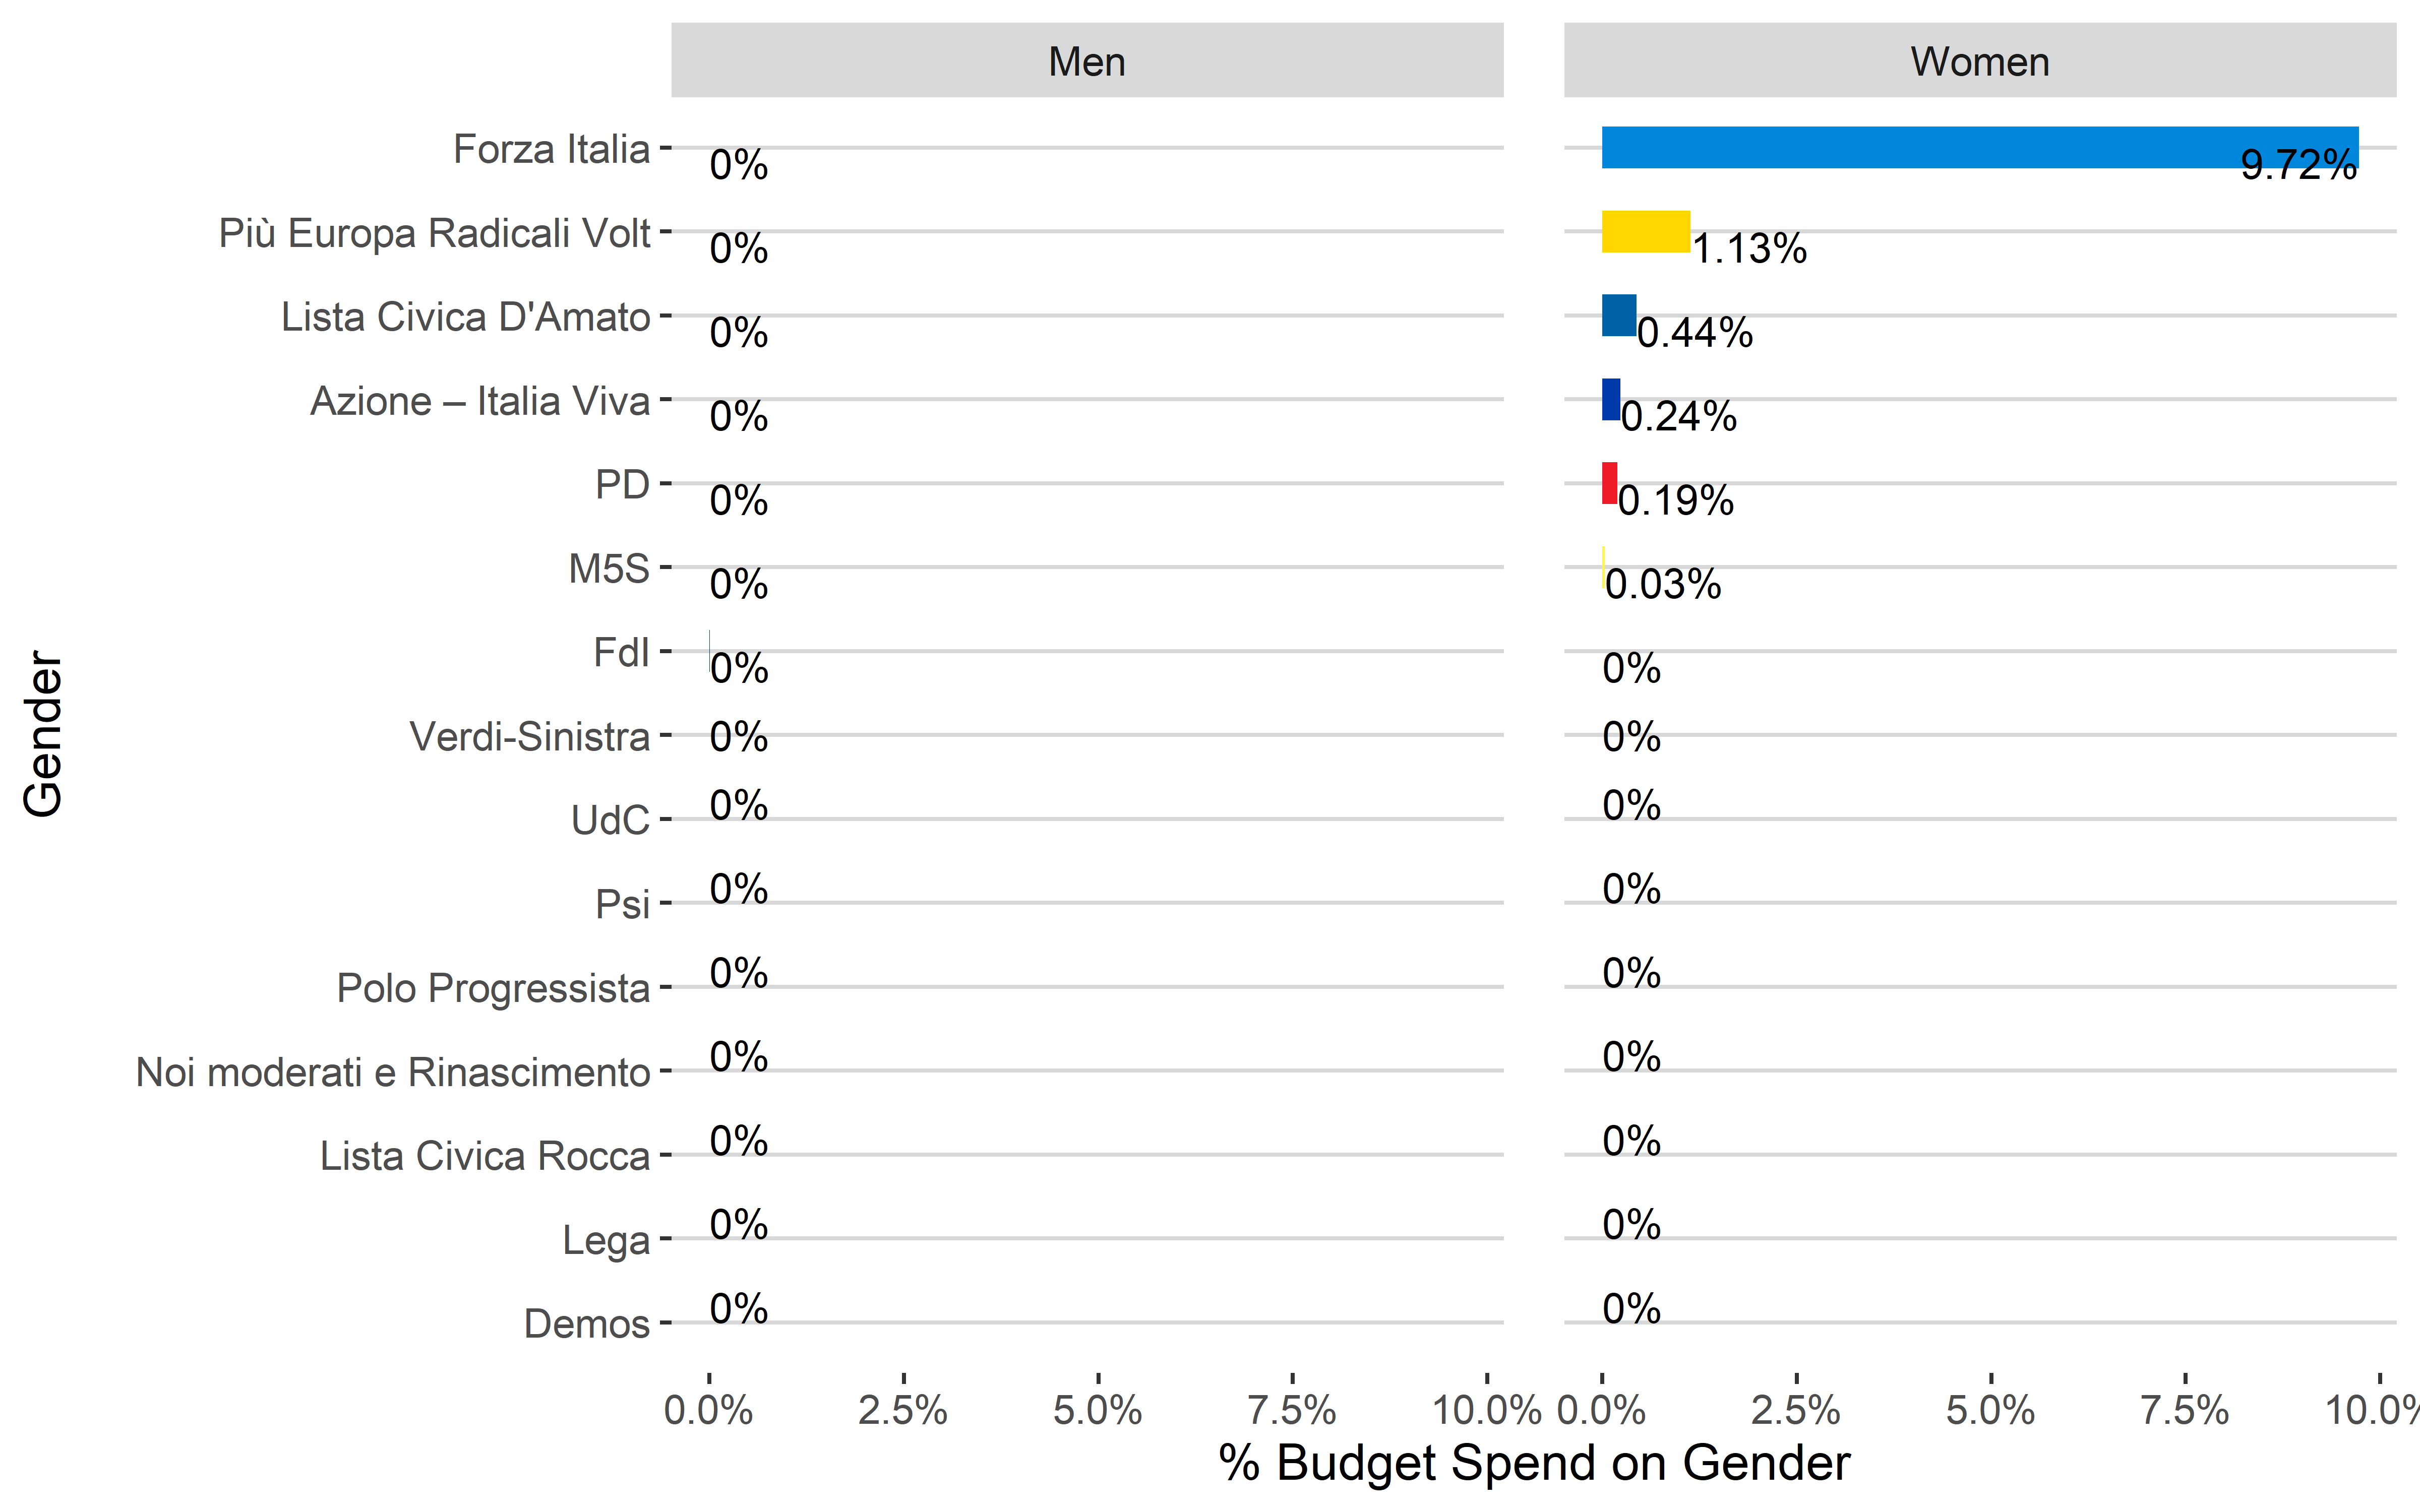 Men Women
Forza Italia 0% 9.72%
Più Europa Radicali Volt 0% 1.13%
Lista Civica D'Amato 0% 0.44%
Azione – Italia Viva 0% 0.24%
PD 0% 0.19%
M5S 0% 0.03%
FdI 0% 0%
Verdi-Sinistra 0% 0%
UdC 0% 0%
Psi 0% 0%
Polo Progressista 0% 0%
Noi moderati e Rinascimento 0% 0%
Lista Civica Rocca 0% 0%
Lega 0% 0%
Demos 0% 0%
0.0% 2.5% 5.0% 7.5% 10.0% 0.0% 2.5% 5.0% 7.5% 10.0%
% Budget Spend on Gender
Gender